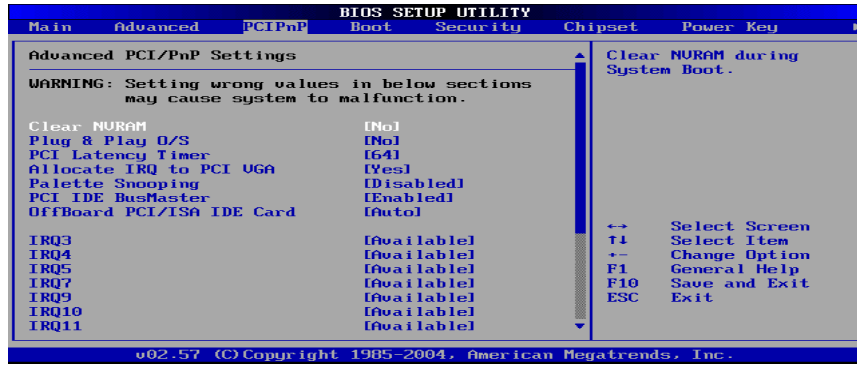 BIOS SETUP UTILITY
Main Advanced PCIPnP Boot Security Chipset Power Key
Advanced PCI/PnP Settings
WARNING: Setting wrong values in below sections
may cause system to malfunction.
Clear NVRAM [No]
Plug & Play O/S [No]
PCI Latency Timer [64]
Allocate IRQ to PCI VGA [Yes]
Palette Snooping [Disabled]
PCI IDE BusMaster [Enabled]
OffBoard PCI/ISA IDE Card [Auto]
IRQ3 [Available]
IRQ4 [Available]
IRQ5 [Available]
IRQ7 [Available]
IRQ9 [Available]
IRQ10 [Available]
IRQ11 [Available]
Clear NVRAM during
System Boot.
↔ Select Screen
↑↓ Select Item
+- Change Option
F1 General Help
F10 Save and Exit
ESC Exit
v02.57 (C)Copyright 1985-2004, American Megatrends, Inc.